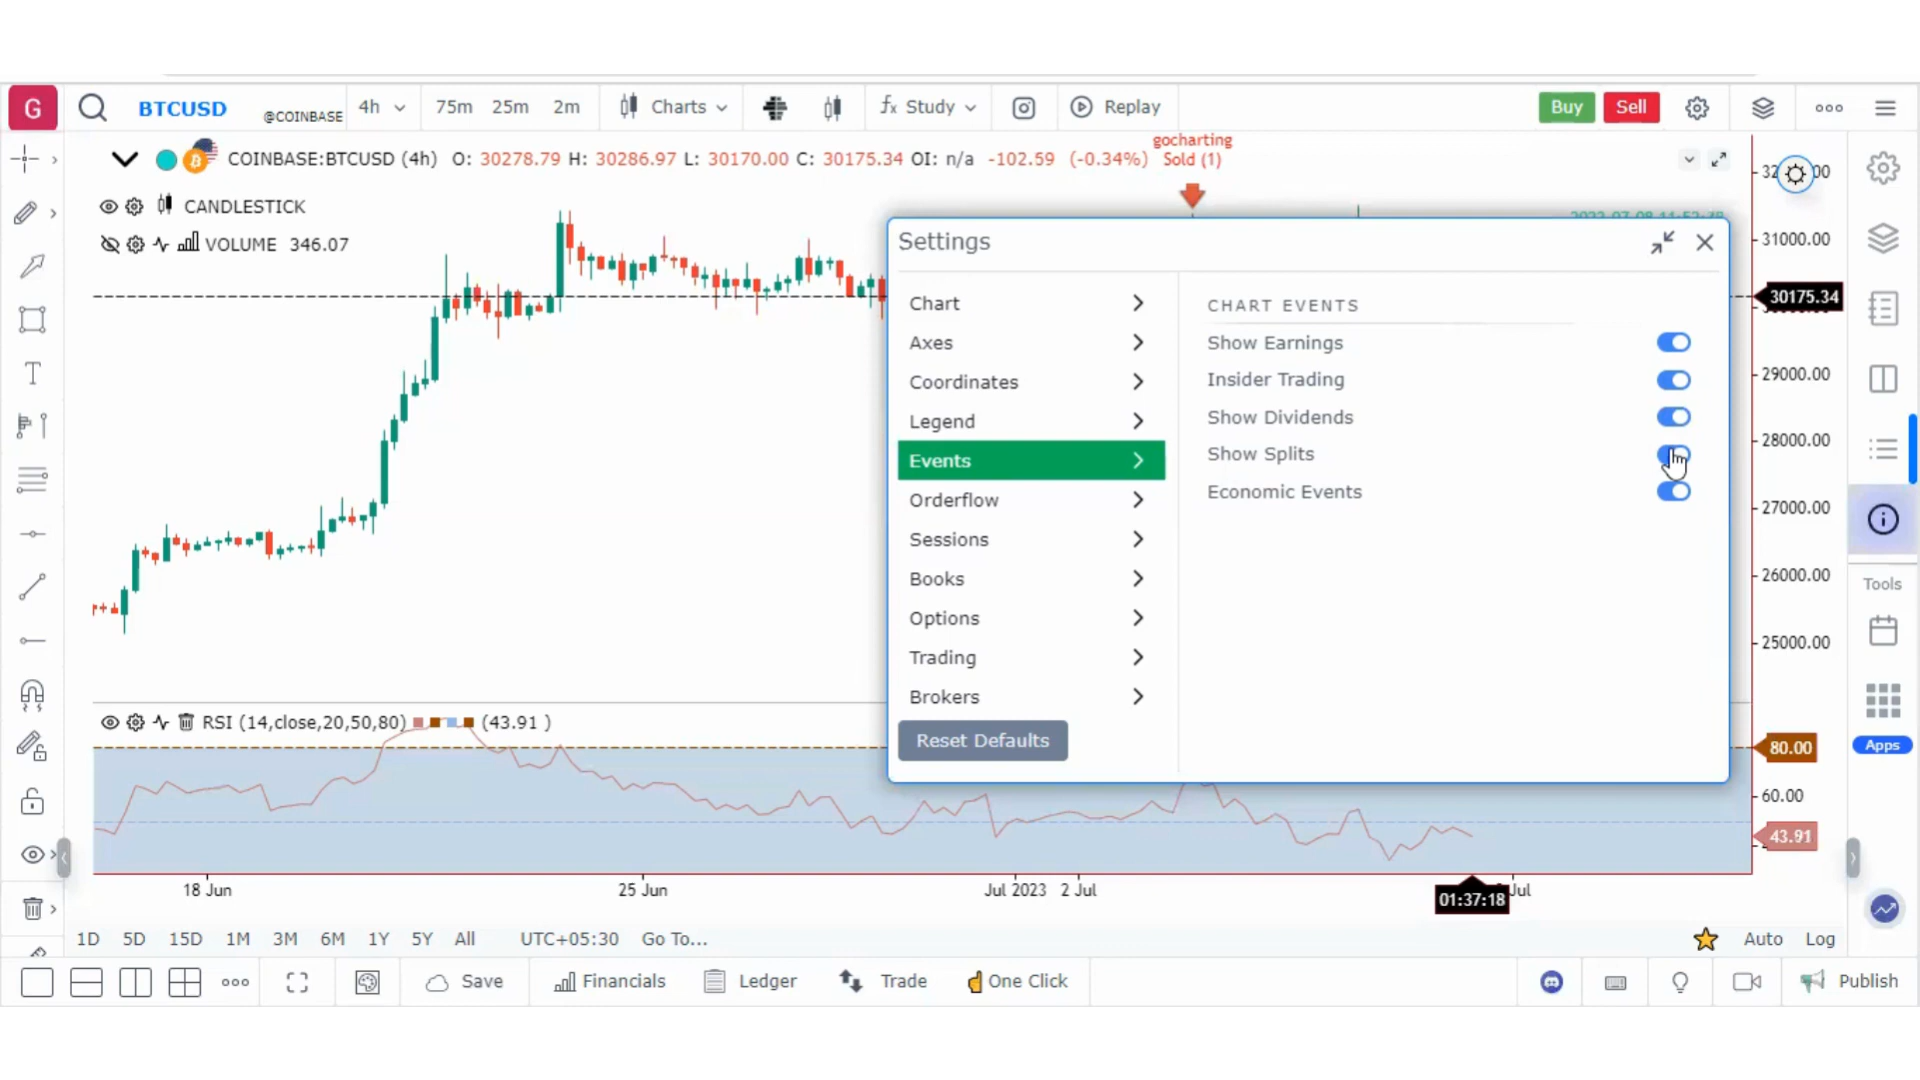 G
BTCUSD @COINBASE 4h 75m 25m 2m Charts fx Study Replay Buy Sell
gocharting
Sold (1)
COINBASE:BTCUSD (4h) O: 30278.79 H: 30286.97 L: 30170.00 C: 30175.34 OI: n/a -102.59 (-0.34%)
CANDLESTICK
VOLUME 346.07
31000.00
30175.34
29000.00
28000.00
27000.00
26000.00
25000.00
Settings
Chart
Axes
Coordinates
Legend
Events
Orderflow
Sessions
Books
Options
Trading
Brokers
Reset Defaults
CHART EVENTS
Show Earnings
Insider Trading
Show Dividends
Show Splits
Economic Events
Tools
Apps
RSI (14,close,20,50,80) (43.91 )
80.00
60.00
43.91
18 Jun 25 Jun Jul 2023 2 Jul 01:37:18 Jul
1D 5D 15D 1M 3M 6M 1Y 5Y All UTC+05:30 Go To... Auto Log
Save Financials Ledger Trade One Click Publish